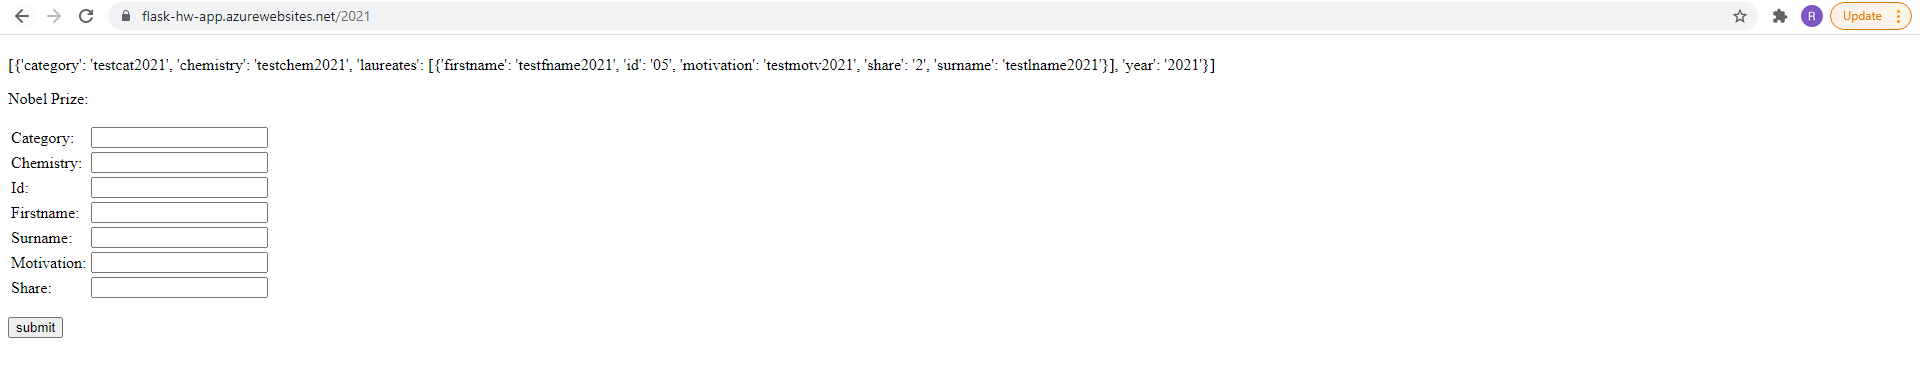 flask-hw-app.azurewebsites.net/2021
R
Update
[{'category': 'testcat2021', 'chemistry': 'testchem2021', 'laureates': [{'firstname': 'testfname2021', 'id': '05', 'motivation': 'testmotv2021', 'share': '2', 'surname': 'testlname2021'}], 'year': '2021'}]
Nobel Prize:
Category:
Chemistry:
Id:
Firstname:
Surname:
Motivation:
Share:
submit